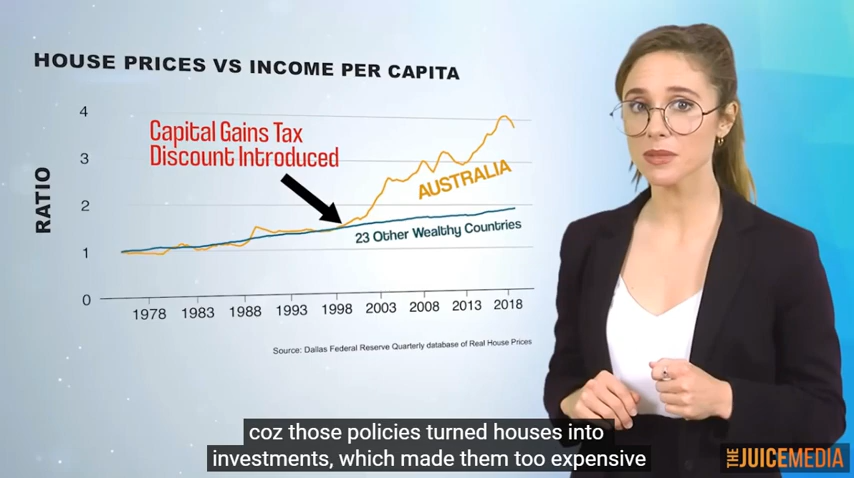 HOUSE PRICES VS INCOME PER CAPITA
4
Capital Gains Tax
Discount Introduced
3
AUSTRALIA
RATIO
2
23 Other Wealthy Countries
1
0
1978 1983 1988 1993 1998 2003 2008 2013 2018
Source: Dallas Federal Reserve Quarterly database of Real House Prices
coz those policies turned houses into
investments, which made them too expensive
THE JUICEMEDIA